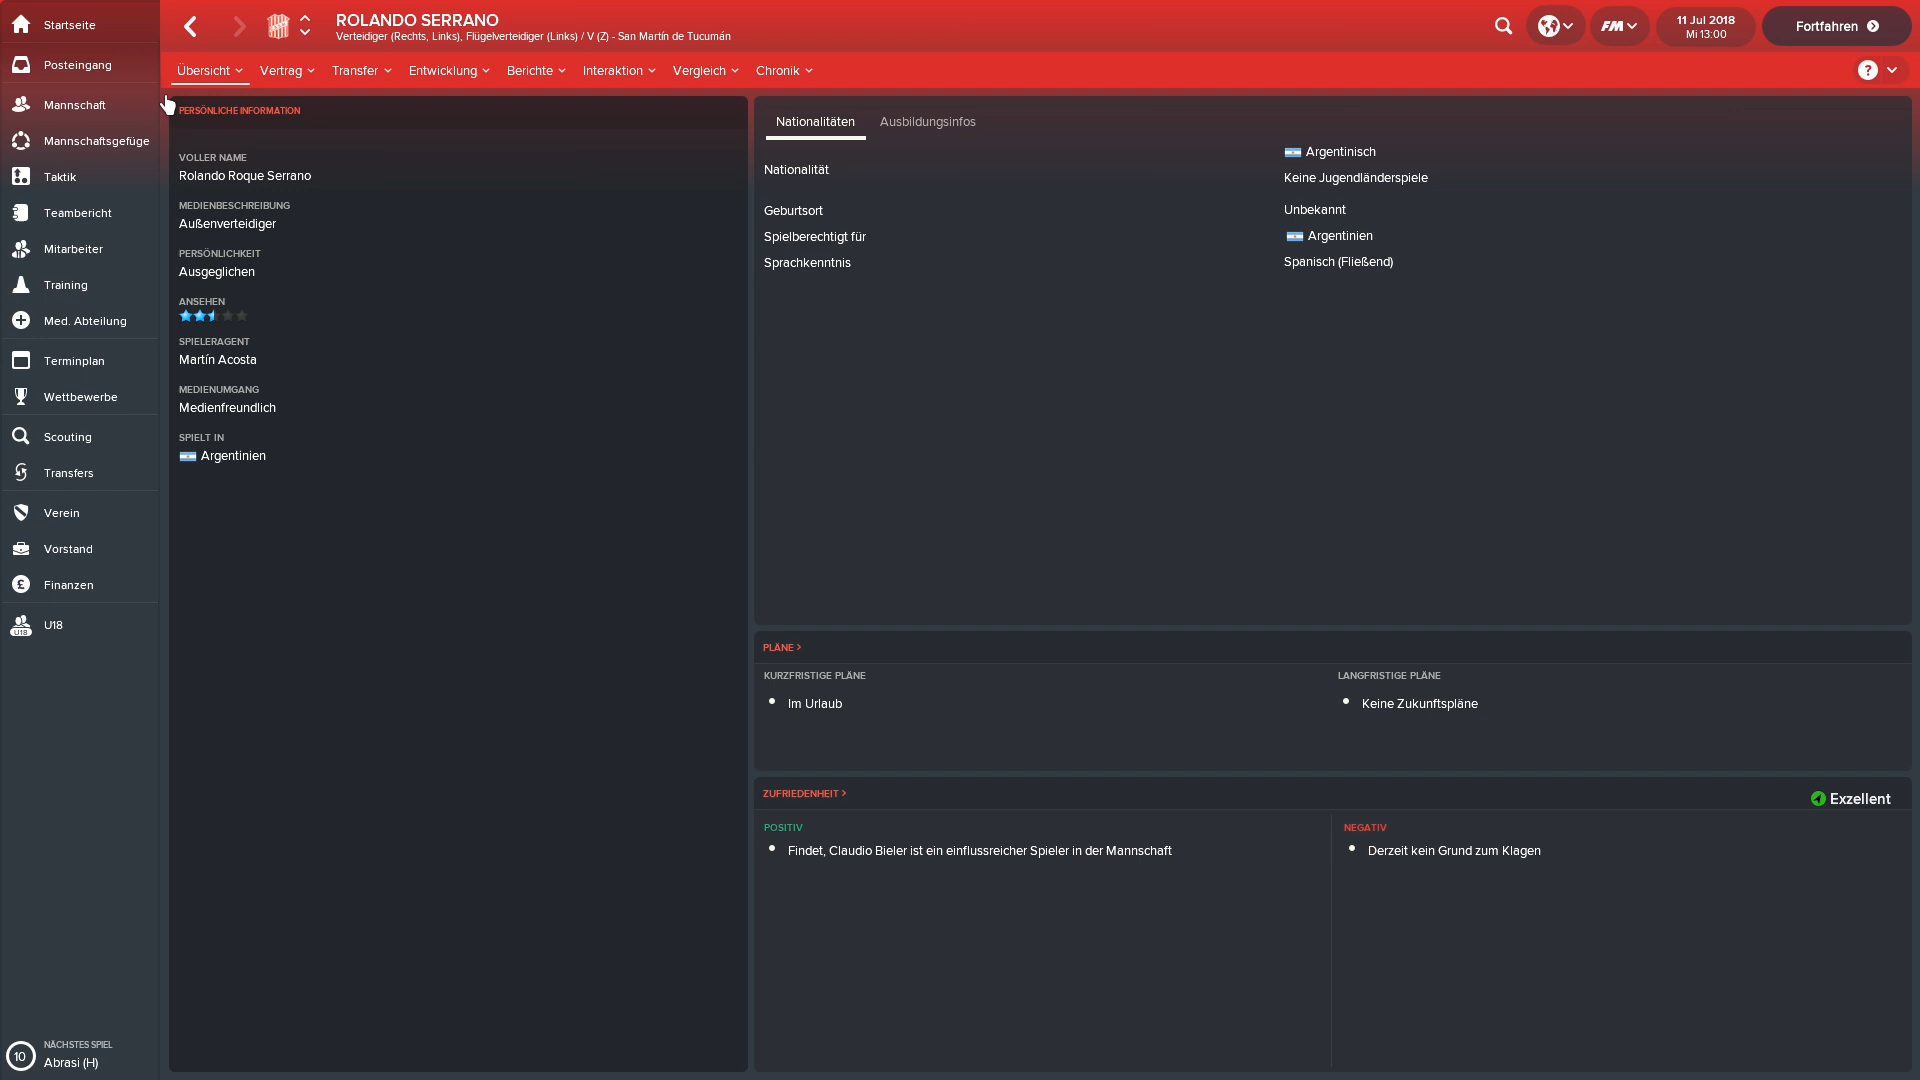 Startseite
Posteingang
Mannschaft
Mannschaftsgefüge
Taktik
Teambericht
Mitarbeiter
Training
Med. Abteilung
Terminplan
Wettbewerbe
Scouting
Transfers
Verein
Vorstand
Finanzen
U18
U18
10
NÄCHSTES SPIEL
Abrasi (H)
ROLANDO SERRANO
Verteidiger (Rechts, Links), Flügelverteidiger (Links) / V (Z) - San Martín de Tucumán
FM
11 Jul 2018
Mi 13:00
Fortfahren
Übersicht Vertrag Transfer Entwicklung Berichte Interaktion Vergleich Chronik
?
PERSÖNLICHE INFORMATION
VOLLER NAME
Rolando Roque Serrano
MEDIENBESCHREIBUNG
Außenverteidiger
PERSÖNLICHKEIT
Ausgeglichen
ANSEHEN
SPIELERAGENT
Martín Acosta
MEDIENUMGANG
Medienfreundlich
SPIELT IN
Argentinien
Nationalitäten Ausbildungsinfos
Nationalität
Argentinisch
Keine Jugendländerspiele
Geburtsort Unbekannt
Spielberechtigt für Argentinien
Sprachkenntnis Spanisch (Fließend)
PLÄNE >
KURZFRISTIGE PLÄNE
Im Urlaub
LANGFRISTIGE PLÄNE
Keine Zukunftspläne
ZUFRIEDENHEIT >
Exzellent
POSITIV
Findet, Claudio Bieler ist ein einflussreicher Spieler in der Mannschaft
NEGATIV
Derzeit kein Grund zum Klagen